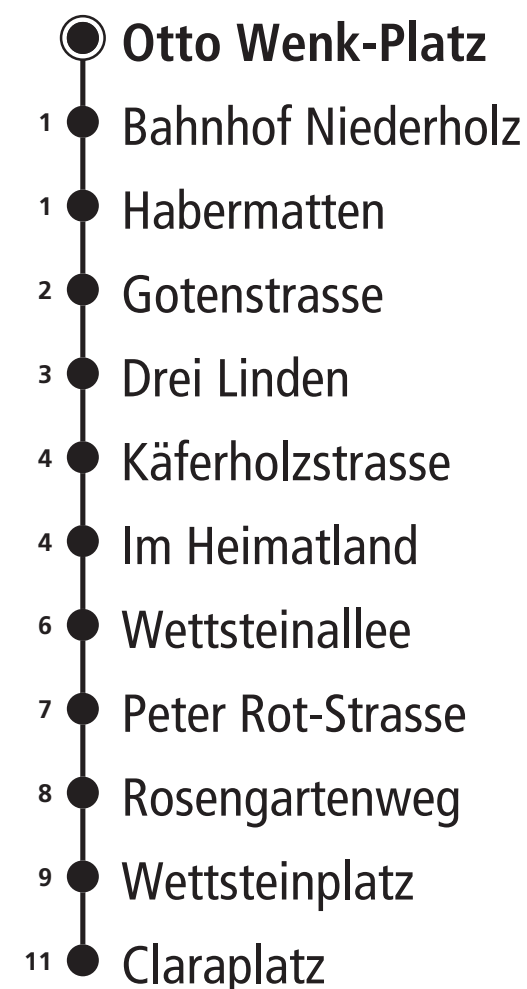 Otto Wenk-Platz
1 Bahnhof Niederholz
1 Habermatten
2 Gotenstrasse
3 Drei Linden
4 Käferholzstrasse
4 Im Heimatland
6 Wettsteinallee
7 Peter Rot-Strasse
8 Rosengartenweg
9 Wettsteinplatz
11 Claraplatz